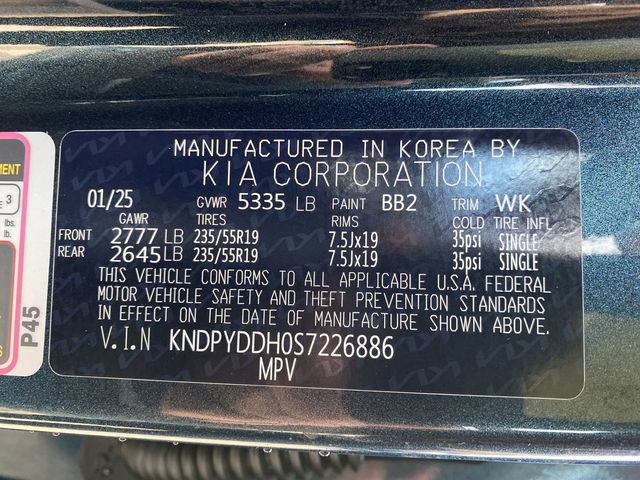 MANUFACTURED IN KOREA BY
KIA CORPORATION
01/25 GVWR 5335 LB PAINT BB2 TRIM WK
GAWR TIRES RIMS COLD TIRE INFL
FRONT 2777 LB 235/55R19 7.5Jx19 35psi SINGLE
REAR 2645 LB 235/55R19 7.5Jx19 35psi SINGLE
THIS VEHICLE CONFORMS TO ALL APPLICABLE U.S.A. FEDERAL
MOTOR VEHICLE SAFETY AND THEFT PREVENTION STANDARDS
IN EFFECT ON THE DATE OF MANUFACTURE SHOWN ABOVE.
V.I.N KNDPYDDH0S7226886
MPV
3
lbs.
lb.
P45